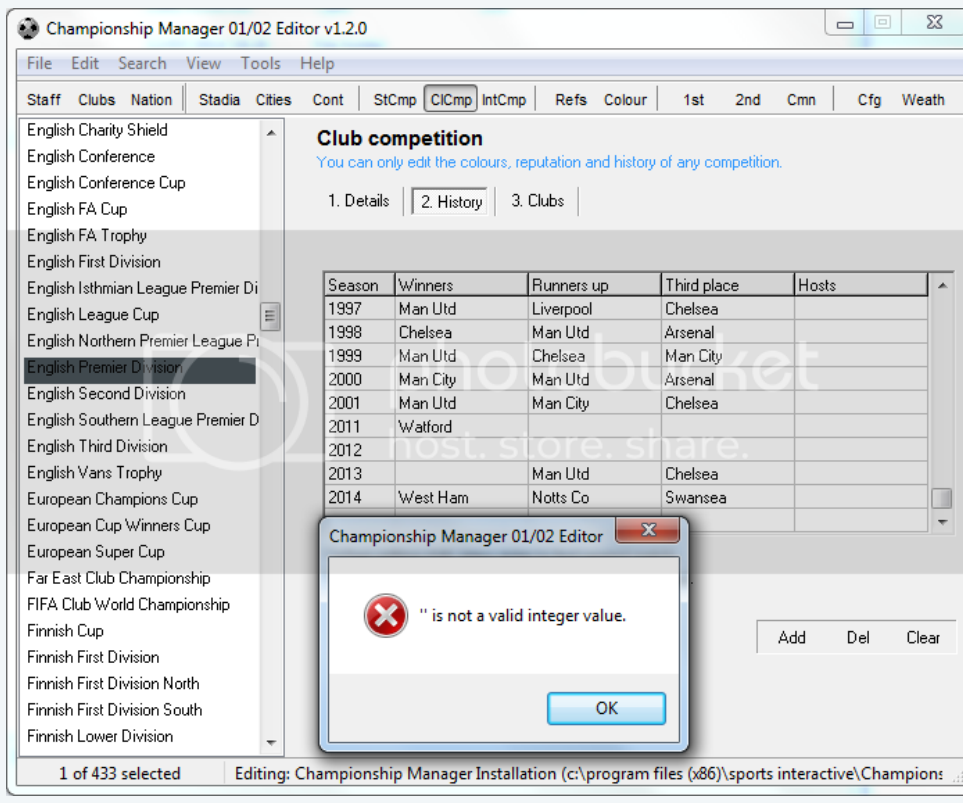 Championship Manager 01/02 Editor v1.2.0
File Edit Search View Tools Help
Staff Clubs Nation Stadia Cities Cont StCmp ClCmp IntCmp Refs Colour 1st 2nd Cmn Cfg Weath
English Charity Shield
English Conference
English Conference Cup
English FA Cup
English FA Trophy
English First Division
English Isthmian League Premier Di
English League Cup
English Northern Premier League Pr
English Premier Division
English Second Division
English Southern League Premier D
English Third Division
English Vans Trophy
European Champions Cup
European Cup Winners Cup
European Super Cup
Far East Club Championship
FIFA Club World Championship
Finnish Cup
Finnish First Division
Finnish First Division North
Finnish First Division South
Finnish Lower Division
Club competition
You can only edit the colours, reputation and history of any competition.
1. Details 2. History 3. Clubs
Season Winners Runners up Third place Hosts
1997 Man Utd Liverpool Chelsea
1998 Chelsea Man Utd Arsenal
1999 Man Utd Chelsea Man City
2000 Man City Man Utd Arsenal
2001 Man Utd Man City Chelsea
2011 Watford
2012
2013 Man Utd Chelsea
2014 West Ham Notts Co Swansea
photobucket
host. store. share.
Championship Manager 01/02 Editor
'' is not a valid integer value.
OK
Add Del Clear
1 of 433 selected Editing: Championship Manager Installation (c:\program files (x86)\sports interactive\Champions